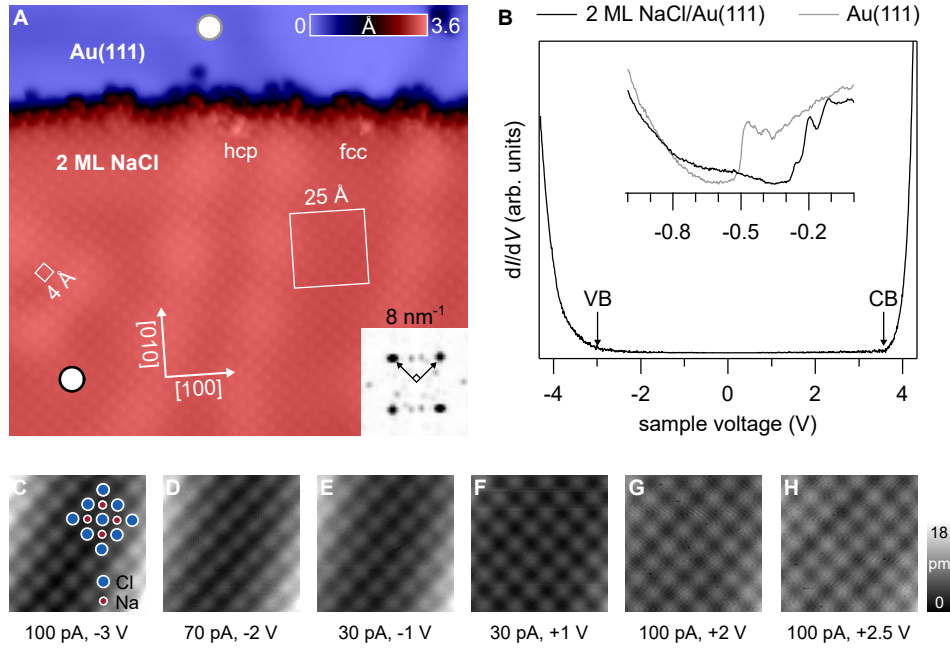 A
Au(111)
0 Å 3.6
hcp
fcc
2 ML NaCl
25 Å
4 Å
[010]
[100]
8 nm⁻¹
B
2 ML NaCl/Au(111)
Au(111)
dI/dV (arb. units)
-0.8 -0.5 -0.2
VB
CB
-4 -2 0 2 4
sample voltage (V)
C
Cl
Na
100 pA, -3 V
D
70 pA, -2 V
E
30 pA, -1 V
F
30 pA, +1 V
G
100 pA, +2 V
H
100 pA, +2.5 V
18
pm
0